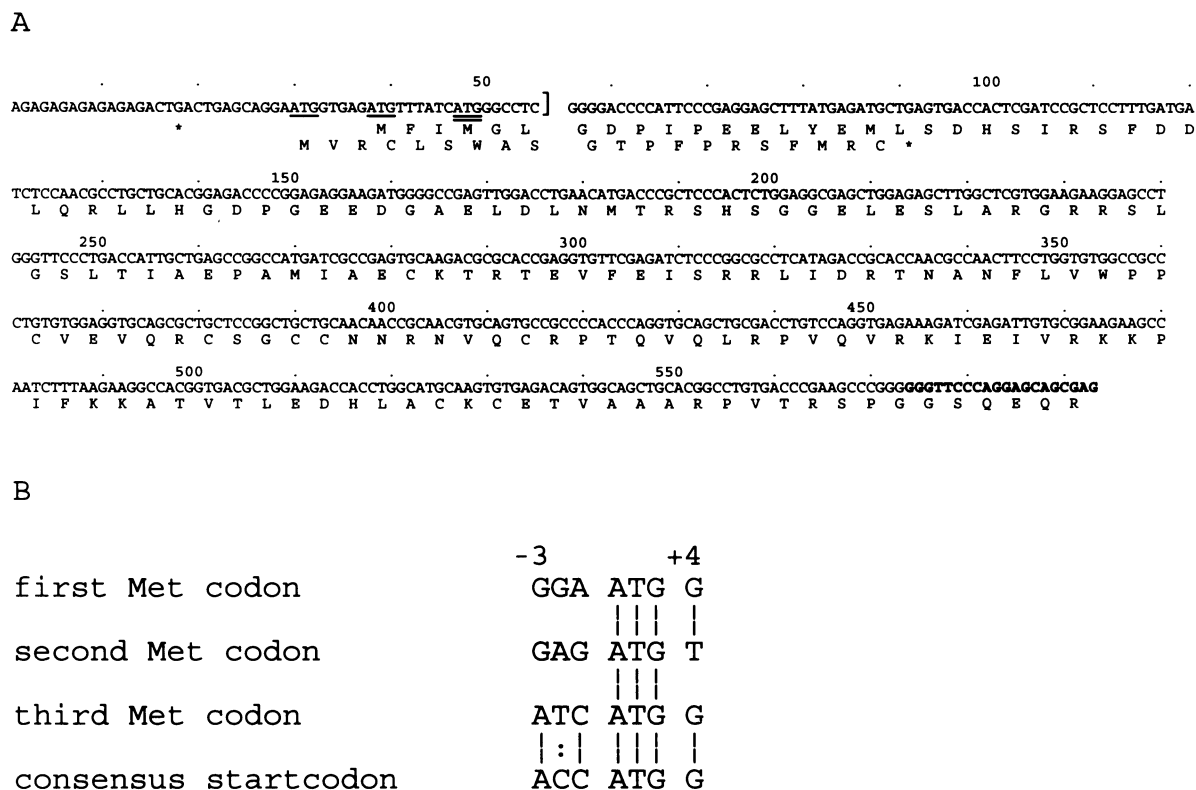 A
50 100
AGAGAGAGAGAGAGACTGACTGAGCAGGAATGGTGAGATGTTTATCATGGGCCTC] GGGGACCCCATTCCCGAGGAGCTTTATGAGATGCTGAGTGACCACTCGATCCGCTCCTTTGATGA
* M F I M G L G D P I P E E L Y E M L S D H S I R S F D D
M V R C L S W A S G T P F P R S F M R C *
150 200
TCTCCAACGCCTGCTGCACGGAGACCCCGGAGAGGAAGATGGGGCCGAGTTGGACCTGAACATGACCCGCTCCCACTCTGGAGGCGAGCTGGAGAGCTTGGCTCGTGGAAGAAGGAGCCT
L Q R L L H G D P G E E D G A E L D L N M T R S H S G G E L E S L A R G R R S L
250 300 350
GGGTTCCCTGACCATTGCTGAGCCGGCCATGATCGCCGAGTGCAAGACGCGCACCGAGGTGTTCGAGATCTCCCGGCGCCTCATAGACCGCACCAACGCCAACTTCCTGGTGTGGCCGCC
G S L T I A E P A M I A E C K T R T E V F E I S R R L I D R T N A N F L V W P P
400 450
CTGTGTGGAGGTGCAGCGCTGCTCCGGCTGCTGCAACAACCGCAACGTGCAGTGCCGCCCCACCCAGGTGCAGCTGCGACCTGTCCAGGTGAGAAAGATCGAGATTGTGCGGAAGAAGCC
C V E V Q R C S G C C N N R N V Q C R P T Q V Q L R P V Q V R K I E I V R K K P
500 550
AATCTTTAAGAAGGCCACGGTGACGCTGGAAGACCACCTGGCATGCAAGTGTGAGACAGTGGCAGCTGCACGGCCTGTGACCCGAAGCCCGGGGGGTTCCCAGGAGCAGCGAG
I F K K A T V T L E D H L A C K C E T V A A A R P V T R S P G G S Q E Q R
B
-3 +4
first Met codon GGA ATG G
second Met codon GAG ATG T
third Met codon ATC ATG G
consensus startcodon ACC ATG G